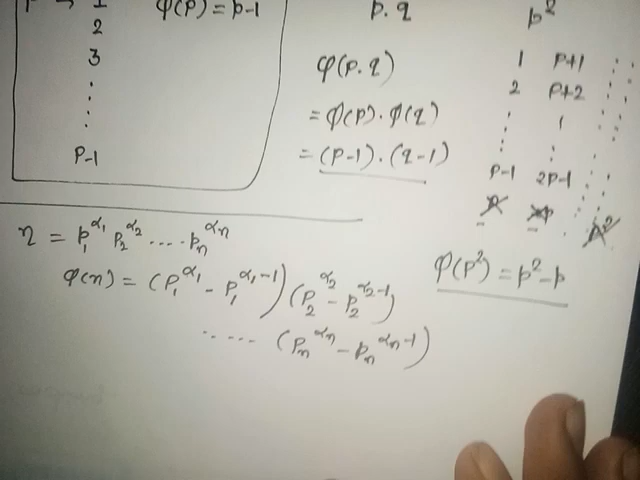 1 φ(p) = p-1
2
3
p-1
p.q
φ(p.q)
= φ(p).φ(q)
= (p-1).(q-1)
p²
1 p+1
2 p+2
p-1 2p-1
p 2p p²
φ(p²) = p²-p
n = p₁^α₁ p₂^α₂ .... pₙ^αₙ
φ(n) = (p₁^α₁ - p₁^α₁-1)(p₂^α₂ - p₂^α₂-1)
...... (pₙ^αₙ - pₙ^αₙ-1)